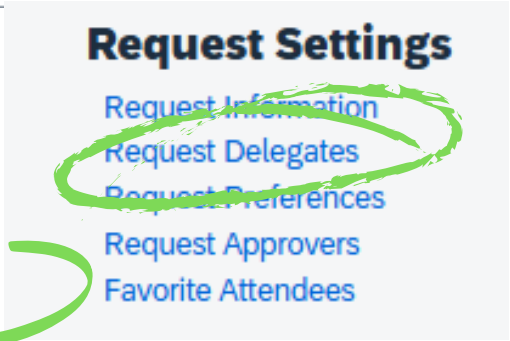 Request Settings
Request Information
Request Delegates
Request Preferences
Request Approvers
Favorite Attendees